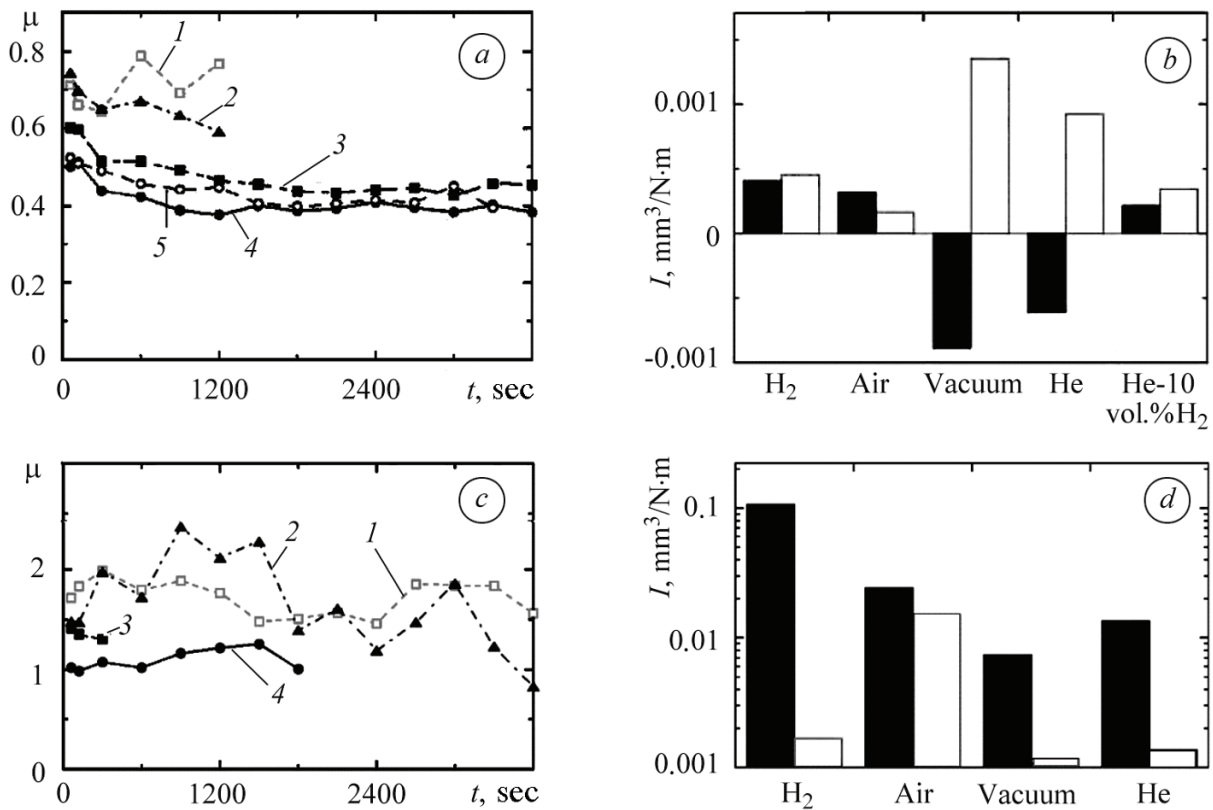 μ
0.8
0.6
0.4
0.2
0
0
1200
2400
t, sec
1
2
3
5
4
a
I, mm³/N·m
0.001
0
-0.001
H₂
Air
Vacuum
He
He-10
vol.%H₂
b
μ
2
1
0
0
1200
2400
t, sec
2
1
3
4
c
I, mm³/N·m
0.1
0.01
0.001
H₂
Air
Vacuum
He
d